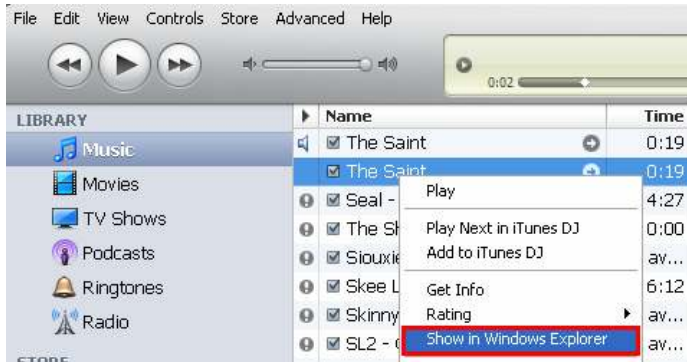 File Edit View Controls Store Advanced Help
0:02
LIBRARY
Name Time
Music
The Saint 0:19
The Saint 0:19
Movies
Play
Seal - 4:27
TV Shows
Play Next in iTunes DJ
The Sh 0:00
Podcasts
Add to iTunes DJ
Siouxie av...
Ringtones
Get Info
Skee L 6:12
Radio
Rating
Skinny av...
Show in Windows Explorer
SL2 - av...
STORE